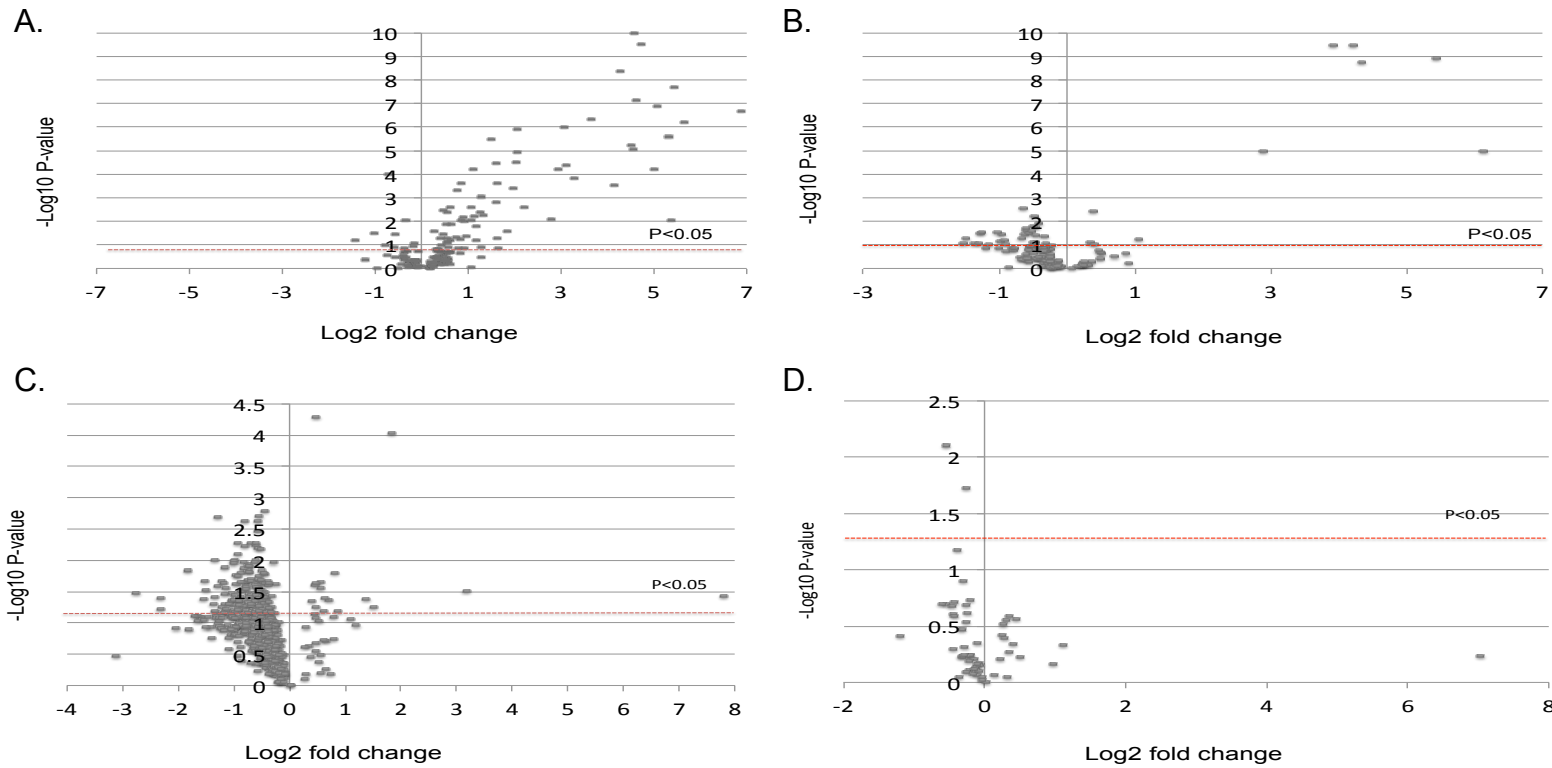 A.
-Log10 P-value
10
9
8
7
6
5
4
3
2
1
0
P<0.05
-7 -5 -3 -1 1 3 5 7
Log2 fold change
B.
-Log10 P-value
10
9
8
7
6
5
4
3
2
1
0
P<0.05
-3 -1 1 3 5 7
Log2 fold change
C.
-Log10 P-value
4.5
4
3.5
3
2.5
2
1.5
1
0.5
0
P<0.05
-4 -3 -2 -1 0 1 2 3 4 5 6 7 8
Log2 fold change
D.
-Log10 P-value
2.5
2
1.5
1
0.5
0
P<0.05
-2 0 2 4 6 8
Log2 fold change